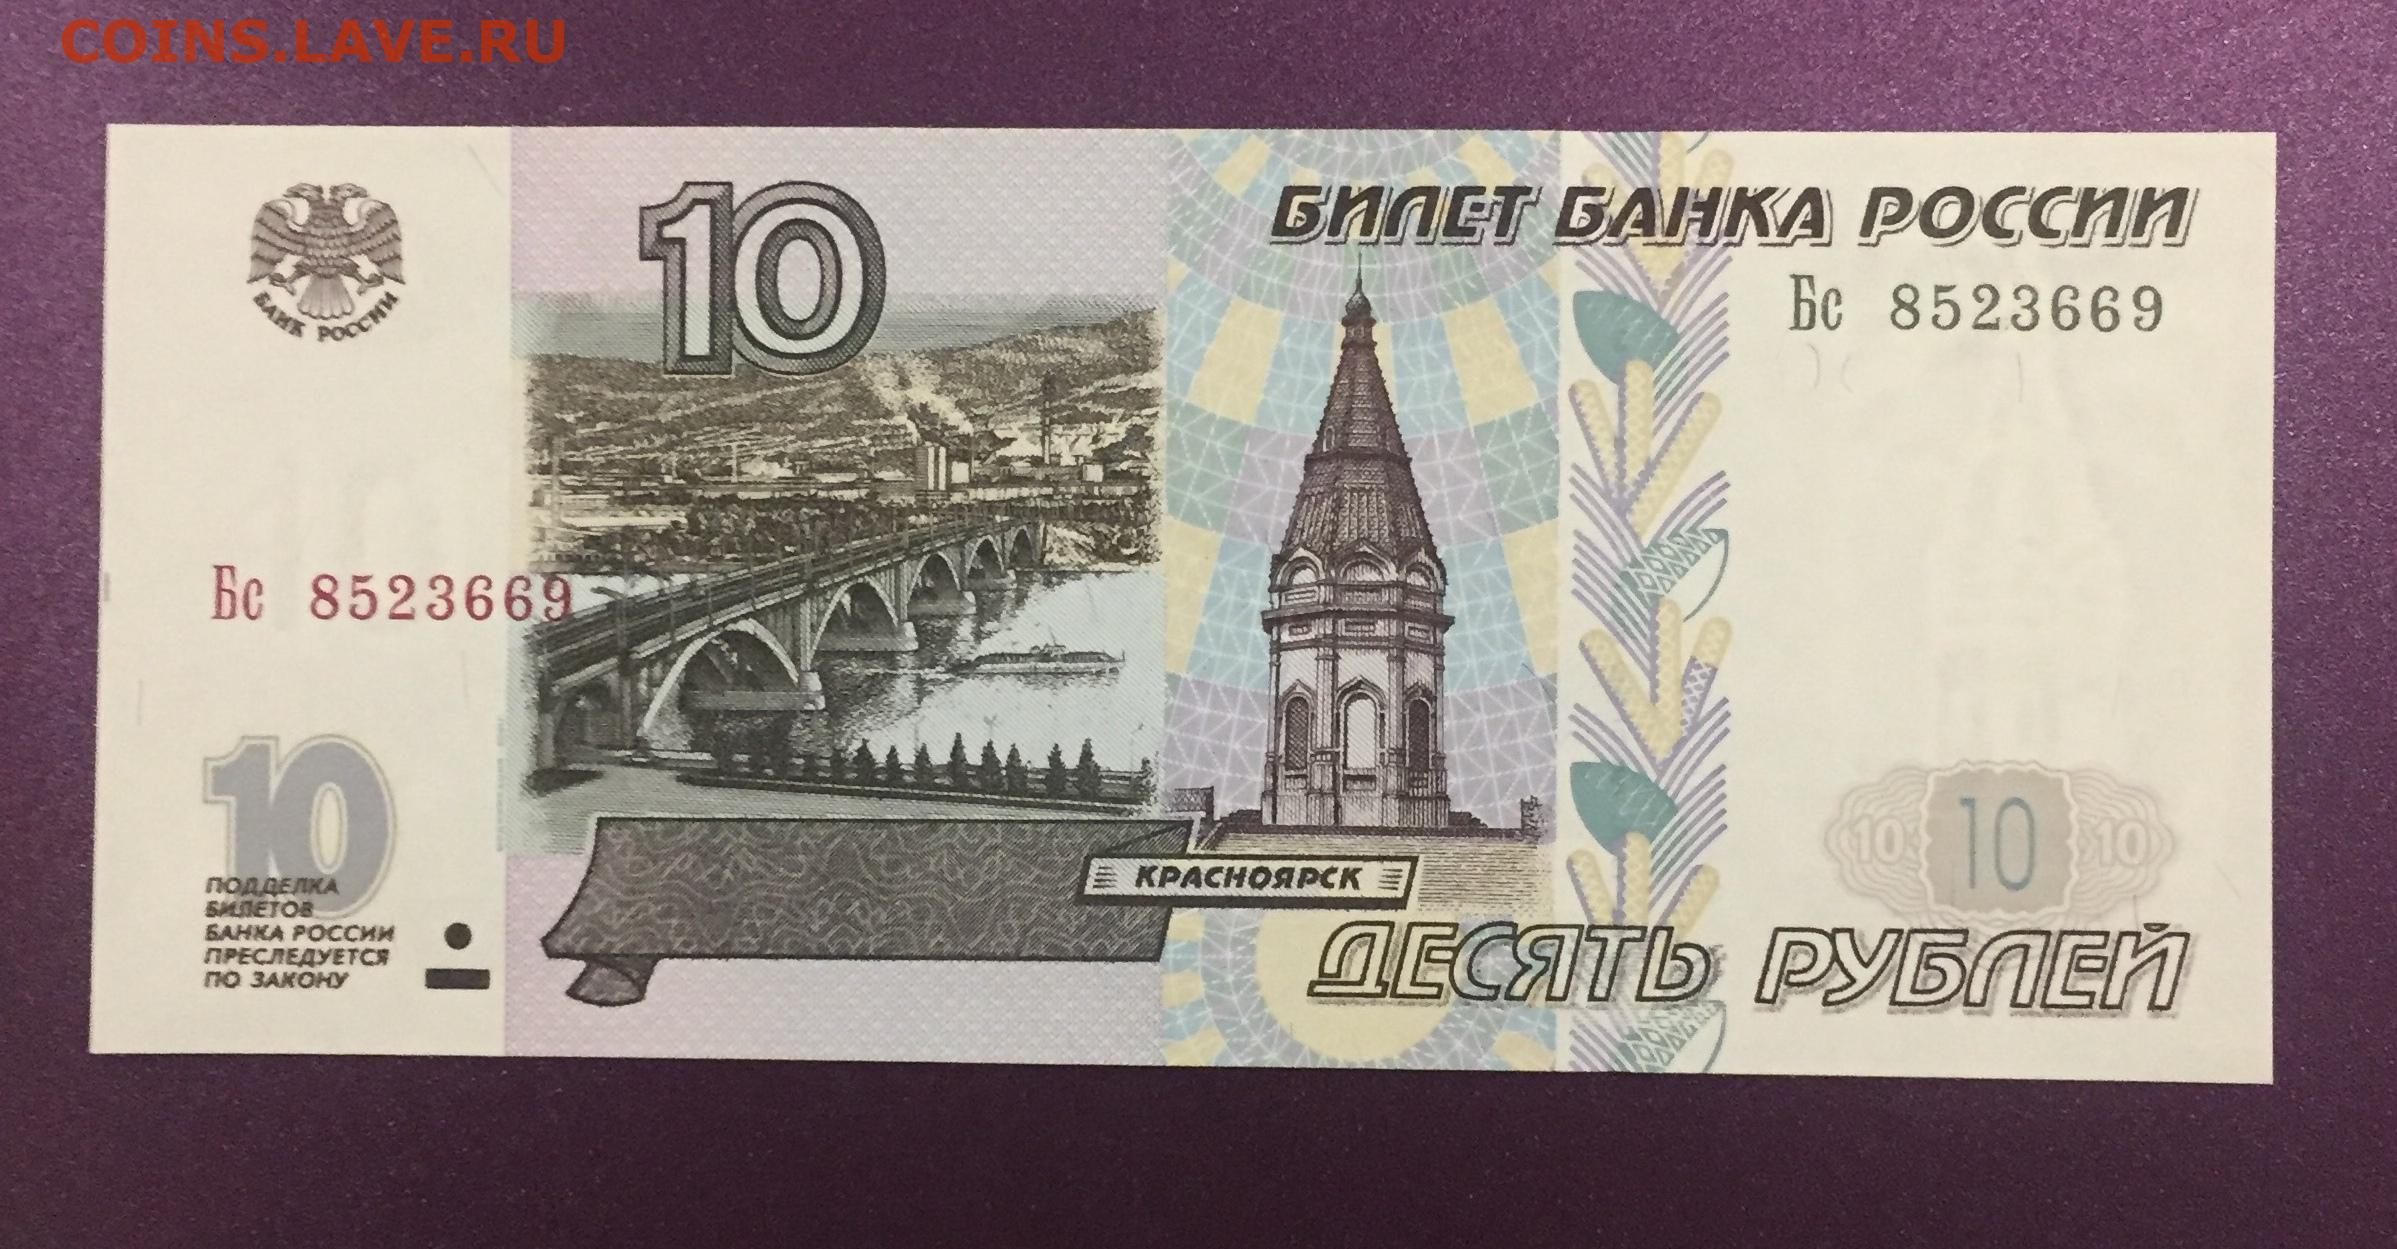 COINS.LAVE.RU
БАНК РОССИИ
10
БИЛЕТ БАНКА РОССИИ
Бс 8523669
Бс 8523669
10
ПОДДЕЛКА
БИЛЕТОВ
БАНКА РОССИИ
ПРЕСЛЕДУЕТСЯ
ПО ЗАКОНУ
КРАСНОЯРСК
10 10 10
ДЕСЯТЬ РУБЛЕЙ